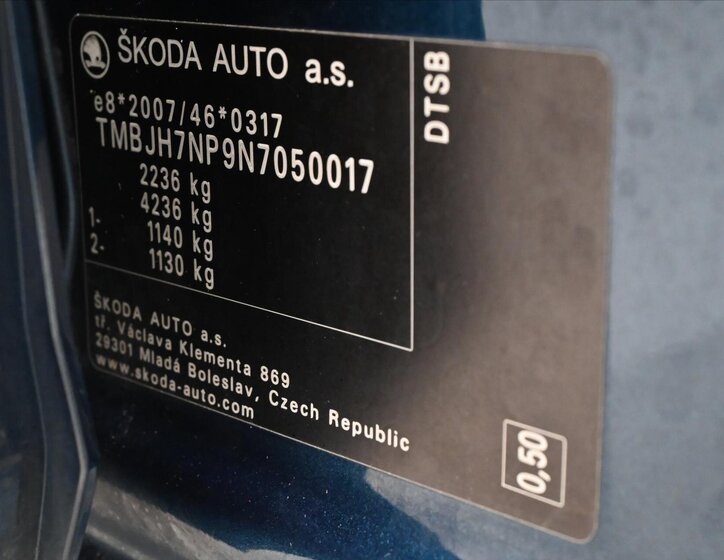 ŠKODA AUTO a.s.
e8*2007/46*0317
TMBJH7NP9N7050017
2236 kg
4236 kg
1- 1140 kg
2- 1130 kg
ŠKODA AUTO a.s.
tř. Václava Klementa 869
29301 Mladá Boleslav, Czech Republic
www.skoda-auto.com
DTSB
0,50